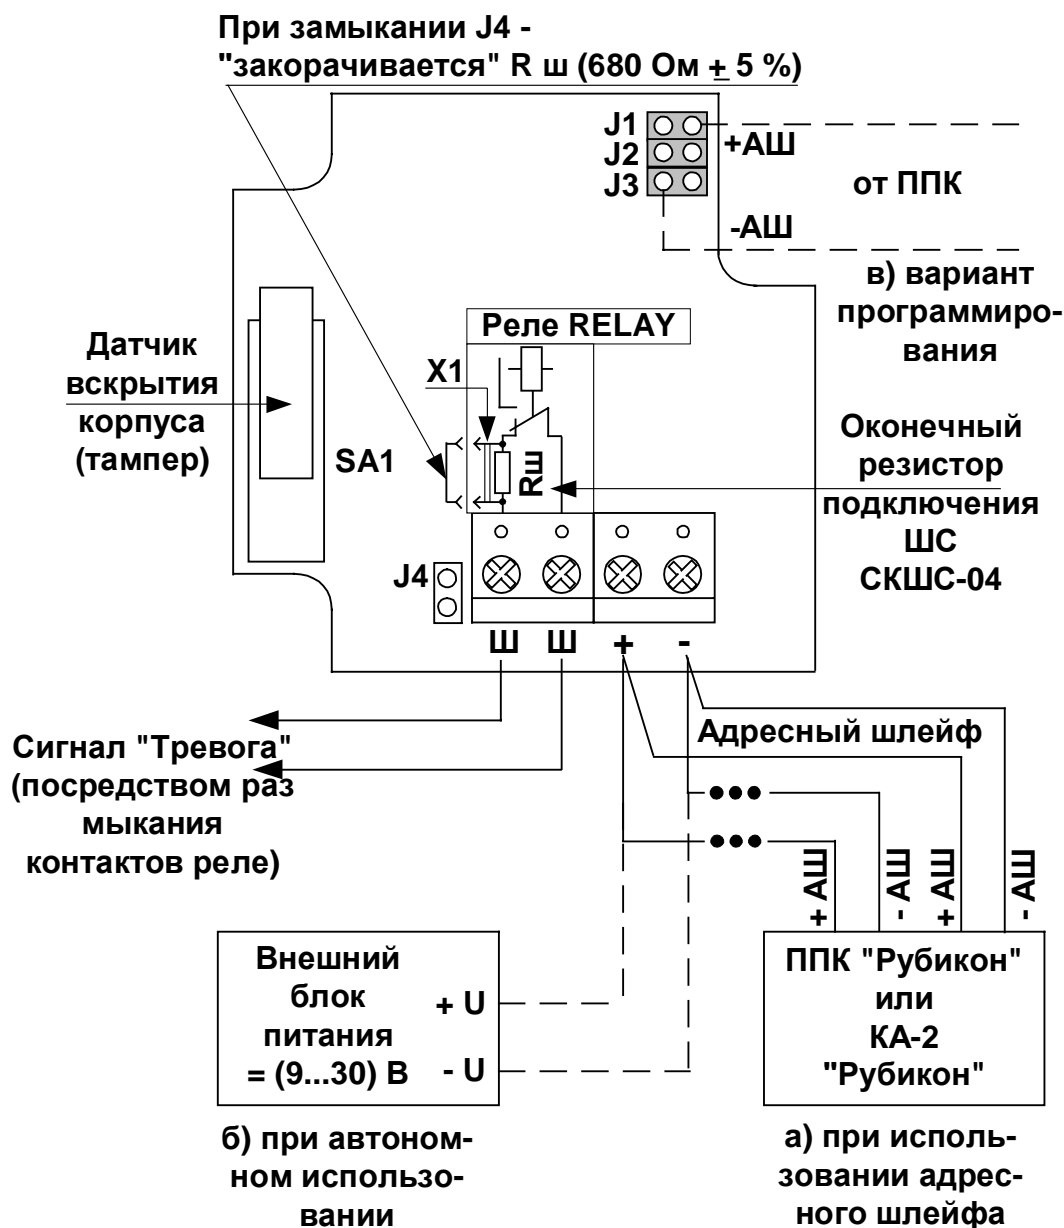 При замыкании J4 -
"закорачивается" R ш (680 Ом ± 5 %)
J1
J2
J3
+АШ
-АШ
от ППК
в) вариант
программиро-
вания
Реле RELAY
Датчик
вскрытия
корпуса
(тампер)
X1
SA1
Rш
Оконечный
резистор
подключения
ШС
СКШС-04
J4
Ш Ш + -
Сигнал "Тревога"
(посредством раз
мыкания
контактов реле)
Адресный шлейф
+ АШ
- АШ
+ АШ
- АШ
Внешний
блок
питания
= (9...30) В
+ U
- U
ППК "Рубикон"
или
КА-2
"Рубикон"
б) при автоном-
ном использо-
вании
а) при исполь-
зовании адрес-
ного шлейфа